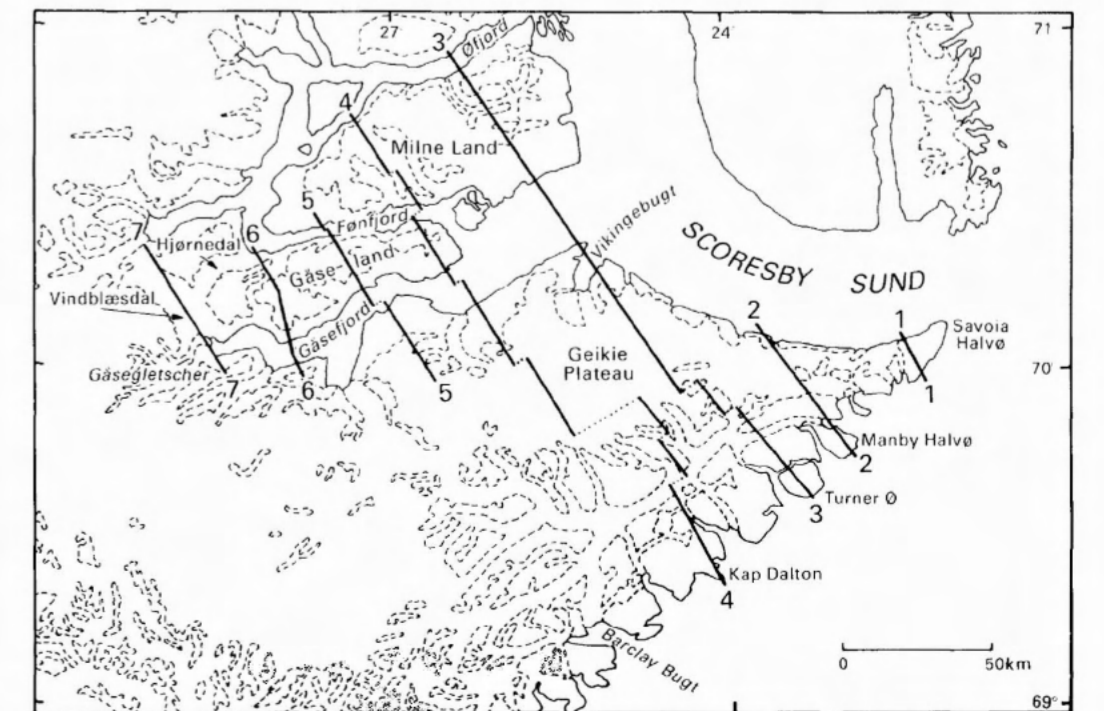 27
24
71
3
Øfjord
4
Milne Land
5
Fønfjord
Vikingebugt
7
Hjørnedal
6
Gåse-land
SCORESBY SUND
Vindblæsdal
2
1
Savoia
Halvø
Gåsefjord
Geikie
Plateau
70
Gåsegletscher
7
6
5
1
Manby Halvø
2
Turner Ø
3
Kap Dalton
4
Barclay Bugt
0 50km
69°